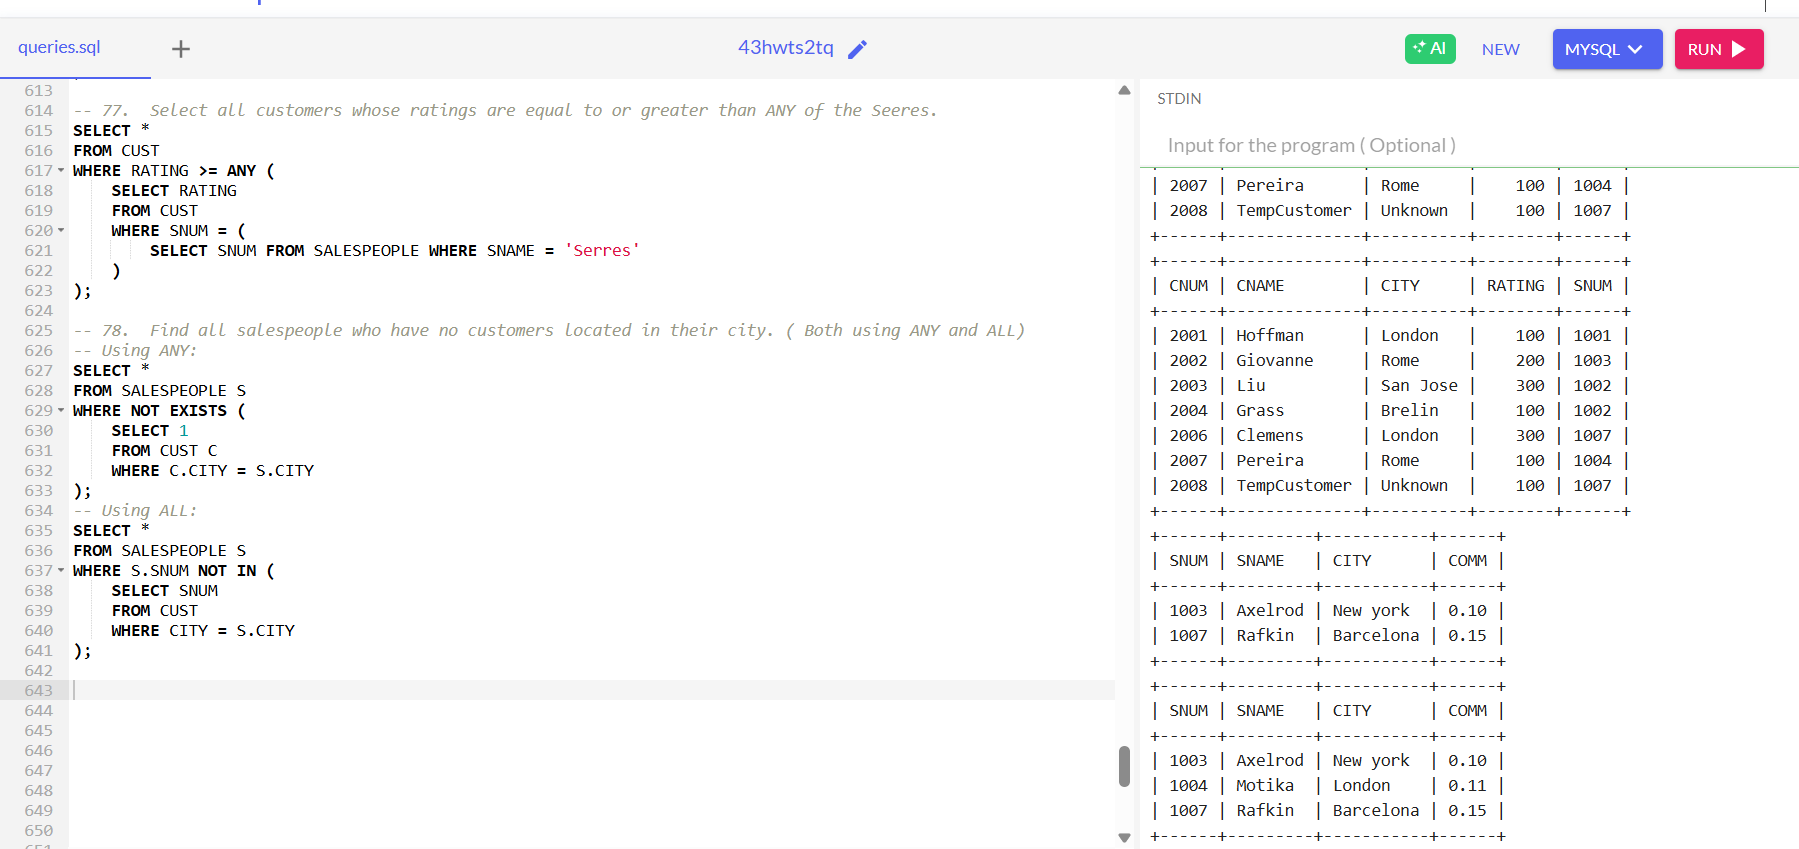 queries.sql + 43hwts2tq AI NEW MYSQL RUN
613
614 -- 77.  Select all customers whose ratings are equal to or greater than ANY of the Seeres.
615 SELECT *
616 FROM CUST
617 WHERE RATING >= ANY (
618     SELECT RATING
619     FROM CUST
620     WHERE SNUM = (
621         SELECT SNUM FROM SALESPEOPLE WHERE SNAME = 'Serres'
622     )
623 );
624
625 -- 78.  Find all salespeople who have no customers located in their city. ( Both using ANY and ALL)
626 -- Using ANY:
627 SELECT *
628 FROM SALESPEOPLE S
629 WHERE NOT EXISTS (
630     SELECT 1
631     FROM CUST C
632     WHERE C.CITY = S.CITY
633 );
634 -- Using ALL:
635 SELECT *
636 FROM SALESPEOPLE S
637 WHERE S.SNUM NOT IN (
638     SELECT SNUM
639     FROM CUST
640     WHERE CITY = S.CITY
641 );
642
643
644
645
646
647
648
649
650
STDIN
Input for the program ( Optional )
| 2007 | Pereira      | Rome     |    100 | 1004 |
| 2008 | TempCustomer | Unknown  |    100 | 1007 |
+------+--------------+----------+--------+------+
+------+--------------+----------+--------+------+
| CNUM | CNAME        | CITY     | RATING | SNUM |
+------+--------------+----------+--------+------+
| 2001 | Hoffman      | London   |    100 | 1001 |
| 2002 | Giovanne     | Rome     |    200 | 1003 |
| 2003 | Liu          | San Jose |    300 | 1002 |
| 2004 | Grass        | Brelin   |    100 | 1002 |
| 2006 | Clemens      | London   |    300 | 1007 |
| 2007 | Pereira      | Rome     |    100 | 1004 |
| 2008 | TempCustomer | Unknown  |    100 | 1007 |
+------+--------------+----------+--------+------+
+------+---------+-----------+------+
| SNUM | SNAME   | CITY      | COMM |
+------+---------+-----------+------+
| 1003 | Axelrod | New york  | 0.10 |
| 1007 | Rafkin  | Barcelona | 0.15 |
+------+---------+-----------+------+
+------+---------+-----------+------+
| SNUM | SNAME   | CITY      | COMM |
+------+---------+-----------+------+
| 1003 | Axelrod | New york  | 0.10 |
| 1004 | Motika  | London    | 0.11 |
| 1007 | Rafkin  | Barcelona | 0.15 |
+------+---------+-----------+------+